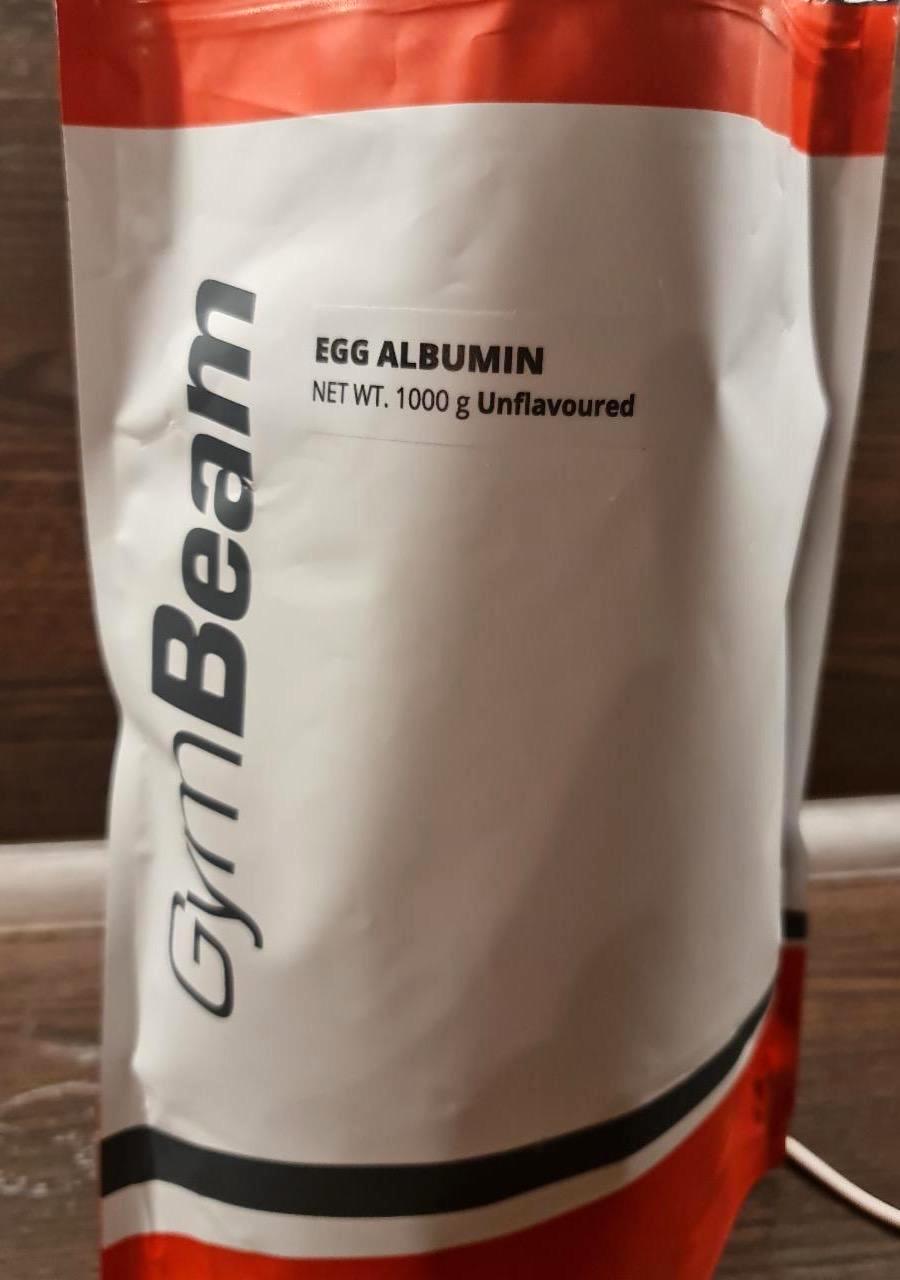 GymBeam
EGG ALBUMIN
NET WT. 1000 g Unflavoured